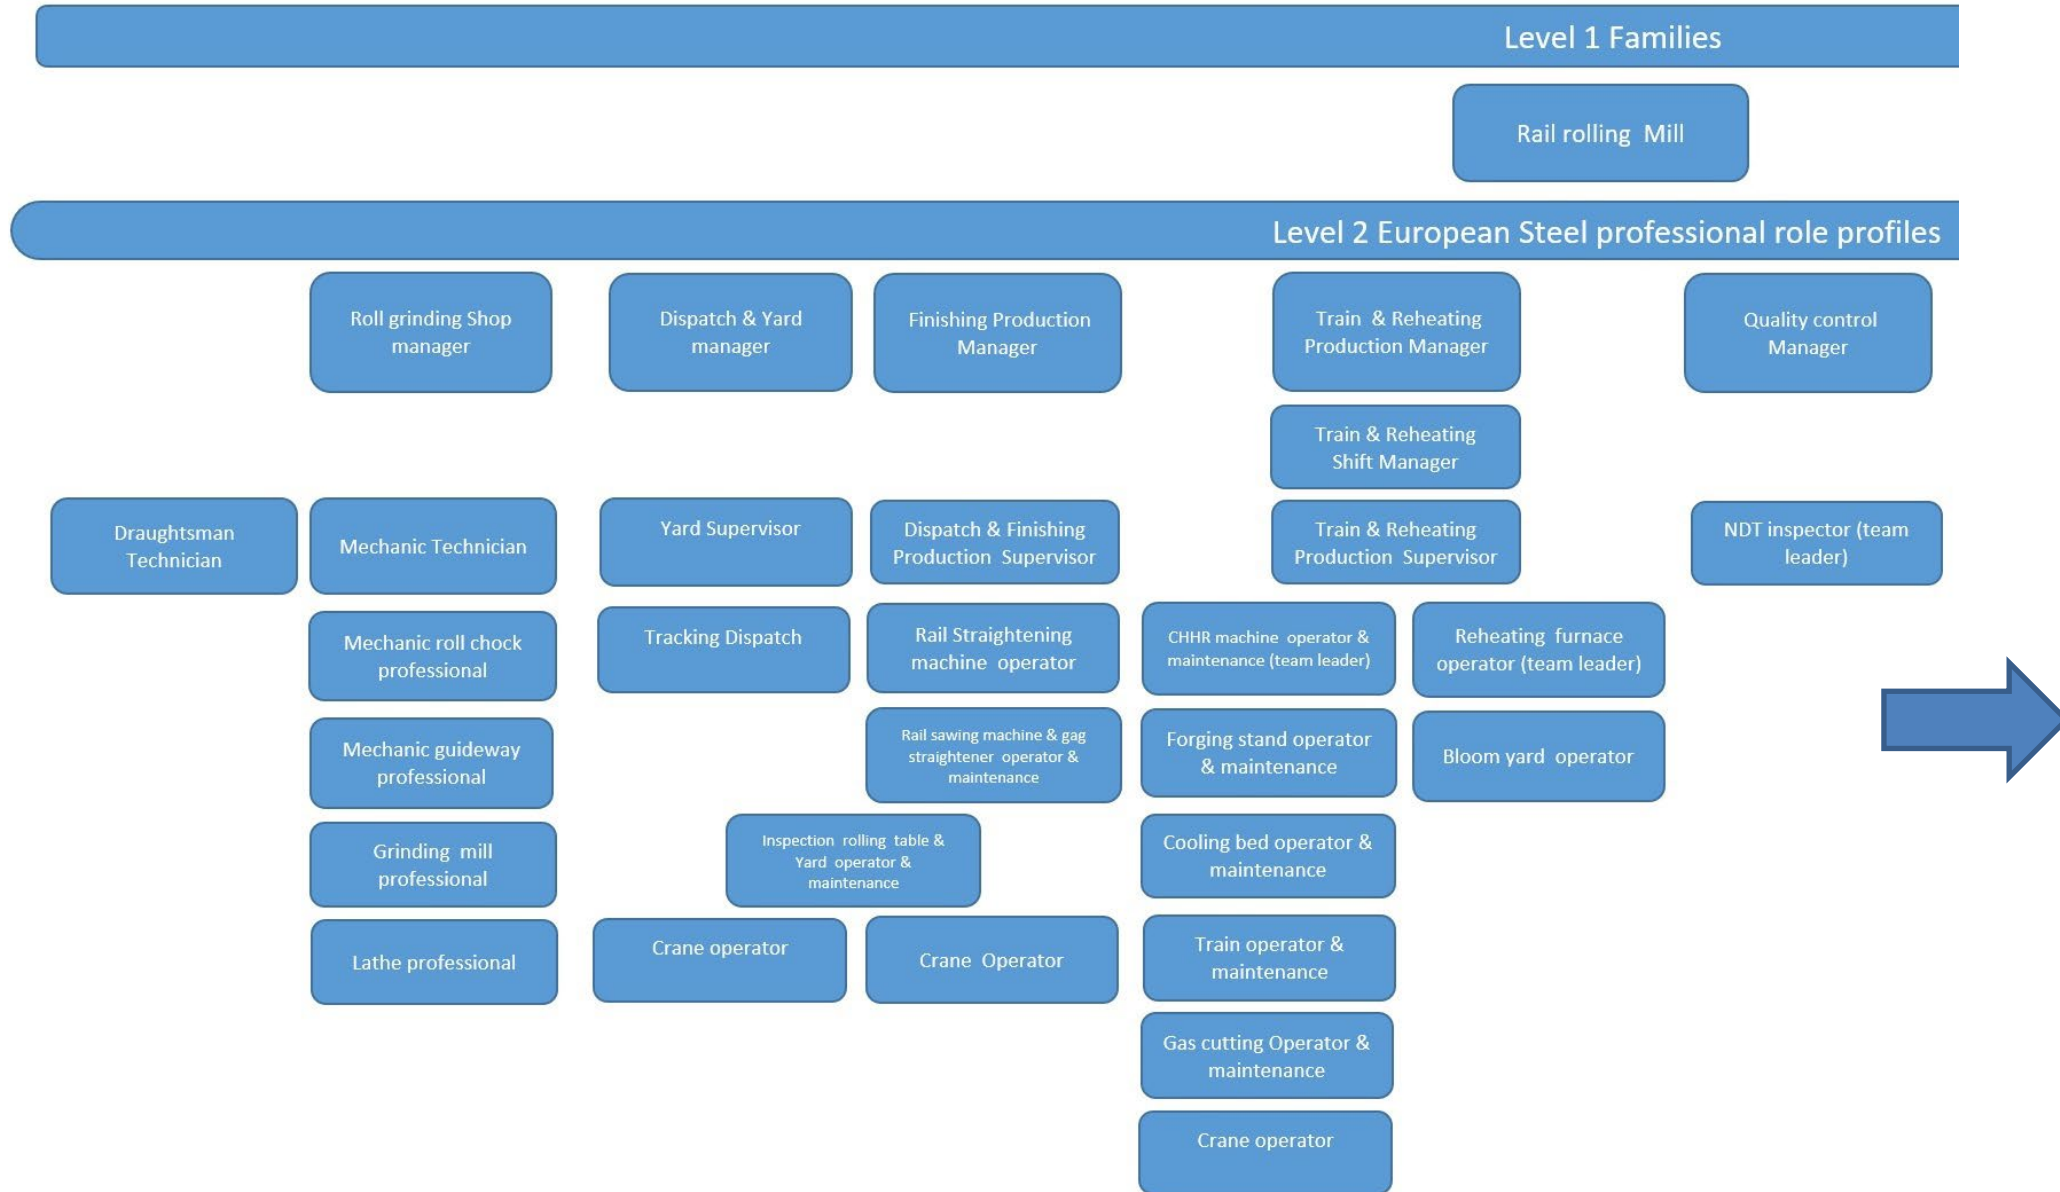 Level 1 Families
Rail rolling Mill
Level 2 European Steel professional role profiles
Roll grinding Shop
manager
Dispatch & Yard
manager
Finishing Production
Manager
Train & Reheating
Production Manager
Quality control
Manager
Train & Reheating
Shift Manager
Draughtsman
Technician
Mechanic Technician
Yard Supervisor
Dispatch & Finishing
Production Supervisor
Train & Reheating
Production Supervisor
NDT inspector (team
leader)
Mechanic roll chock
professional
Tracking Dispatch
Rail Straightening
machine operator
CHHR machine operator &
maintenance (team leader)
Reheating furnace
operator (team leader)
Mechanic guideway
professional
Rail sawing machine & gag
straightener operator &
maintenance
Forging stand operator
& maintenance
Bloom yard operator
Grinding mill
professional
Inspection rolling table &
Yard operator &
maintenance
Cooling bed operator &
maintenance
Lathe professional
Crane operator
Crane Operator
Train operator &
maintenance
Gas cutting Operator &
maintenance
Crane operator